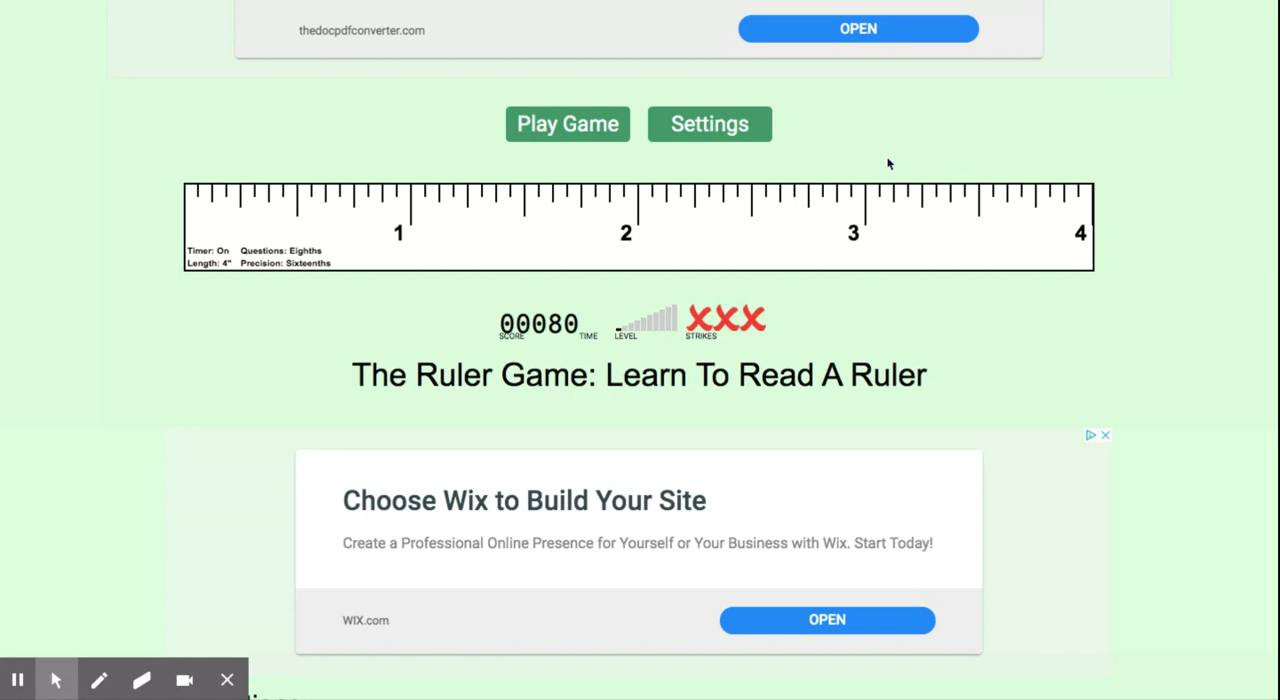 thedocpdfconverter.com
OPEN
Play Game
Settings
1
2
3
4
Timer: On Questions: Eighths
Length: 4" Precision: Sixteenths
00080
SCORE
TIME
LEVEL
STRIKES
The Ruler Game: Learn To Read A Ruler
Choose Wix to Build Your Site
Create a Professional Online Presence for Yourself or Your Business with Wix. Start Today!
WIX.com
OPEN